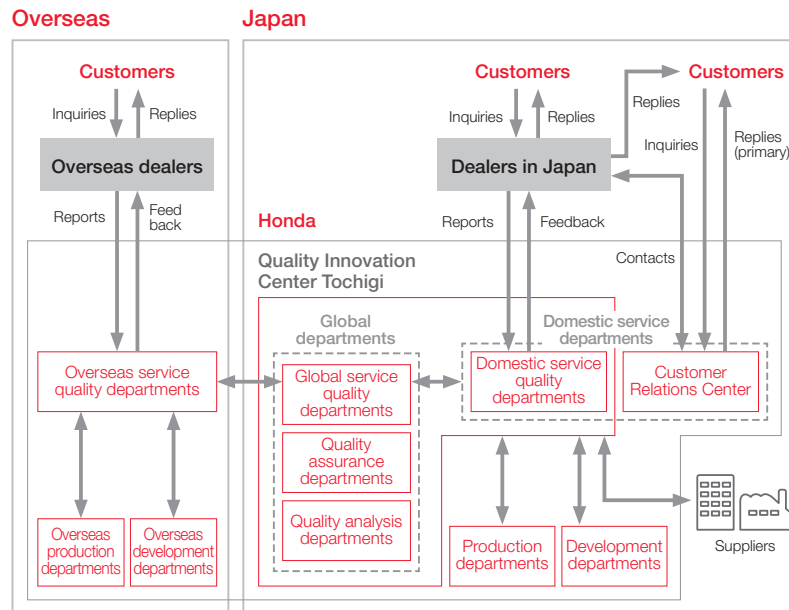 Overseas
Japan
Customers
Customers
Customers
Inquiries
Replies
Inquiries
Replies
Replies
Inquiries
Replies
(primary)
Overseas dealers
Dealers in Japan
Reports
Feed
back
Honda
Reports
Feedback
Contacts
Quality Innovation
Center Tochigi
Global
departments
Domestic service
departments
Overseas service
quality departments
Global service
quality
departments
Domestic service
quality
departments
Customer
Relations Center
Quality
assurance
departments
Quality analysis
departments
Overseas
production
departments
Overseas
development
departments
Production
departments
Development
departments
Suppliers